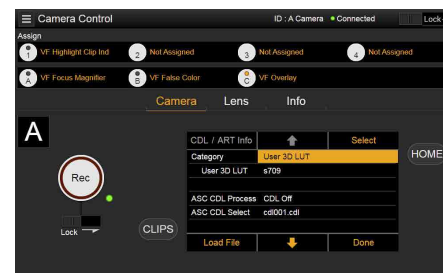 ☰ Camera Control
ID : A Camera ● Connected
Lock
Assign
1 VF Highlight Clip Ind
2 Not Assigned
3 Not Assigned
4 Not Assigned
A VF Focus Magnifier
B VF False Color
C VF Overlay
Camera Lens Info
A
CDL / ART Info Select
Category User 3D LUT
User 3D LUT s709
HOME
Rec
ASC CDL Process CDL Off
ASC CDL Select cdl001.cdl
Lock
CLIPS
Load File Done